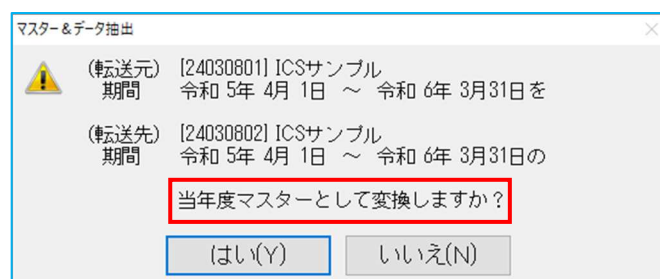 マスター&データ抽出
(転送元) [24030801] ICSサンプル
期間 令和 5年 4月 1日 ～ 令和 6年 3月31日を
(転送先) [24030802] ICSサンプル
期間 令和 5年 4月 1日 ～ 令和 6年 3月31日の
当年度マスターとして変換しますか？
はい(Y) いいえ(N)